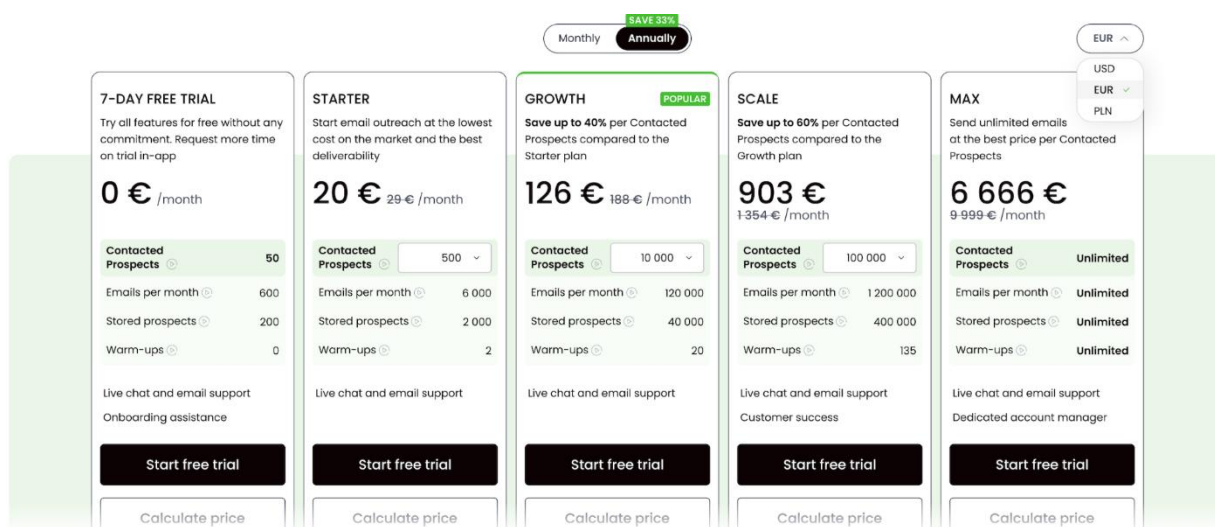 SAVE 33%
Monthly Annually
EUR
USD
EUR
PLN
7-DAY FREE TRIAL
Try all features for free without any
commitment. Request more time
on trial in-app
0 € /month
Contacted
Prospects 50
Emails per month 600
Stored prospects 200
Warm-ups 0
Live chat and email support
Onboarding assistance
Start free trial
Calculate price
STARTER
Start email outreach at the lowest
cost on the market and the best
deliverability
20 € 29 € /month
Contacted
Prospects 500
Emails per month 6 000
Stored prospects 2 000
Warm-ups 2
Live chat and email support
Start free trial
Calculate price
GROWTH POPULAR
Save up to 40% per Contacted
Prospects compared to the
Starter plan
126 € 188 € /month
Contacted
Prospects 10 000
Emails per month 120 000
Stored prospects 40 000
Warm-ups 20
Live chat and email support
Start free trial
Calculate price
SCALE
Save up to 60% per Contacted
Prospects compared to the
Growth plan
903 €
1 354 € /month
Contacted
Prospects 100 000
Emails per month 1 200 000
Stored prospects 400 000
Warm-ups 135
Live chat and email support
Customer success
Start free trial
Calculate price
MAX
Send unlimited emails
at the best price per Contacted
Prospects
6 666 €
9 999 € /month
Contacted
Prospects Unlimited
Emails per month Unlimited
Stored prospects Unlimited
Warm-ups Unlimited
Live chat and email support
Dedicated account manager
Start free trial
Calculate price